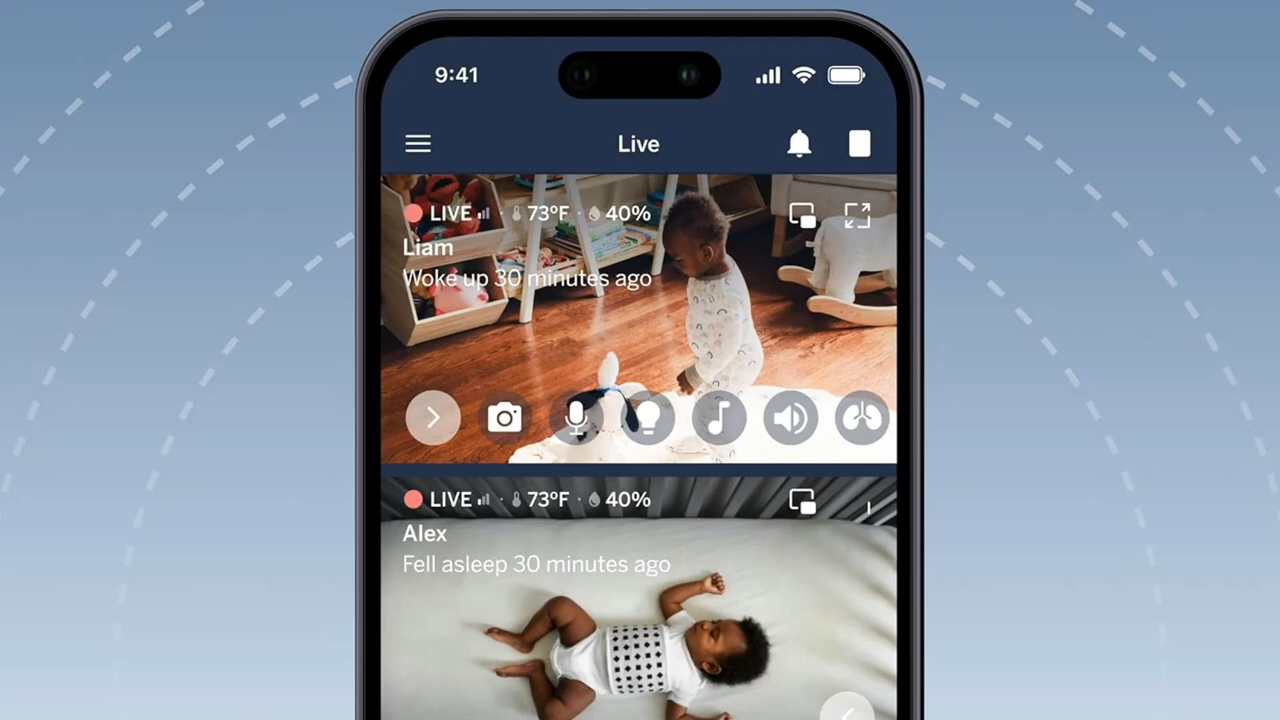 9:41
Live
LIVE · 73°F · 40%
Liam
Woke up 30 minutes ago
LIVE · 73°F · 40%
Alex
Fell asleep 30 minutes ago